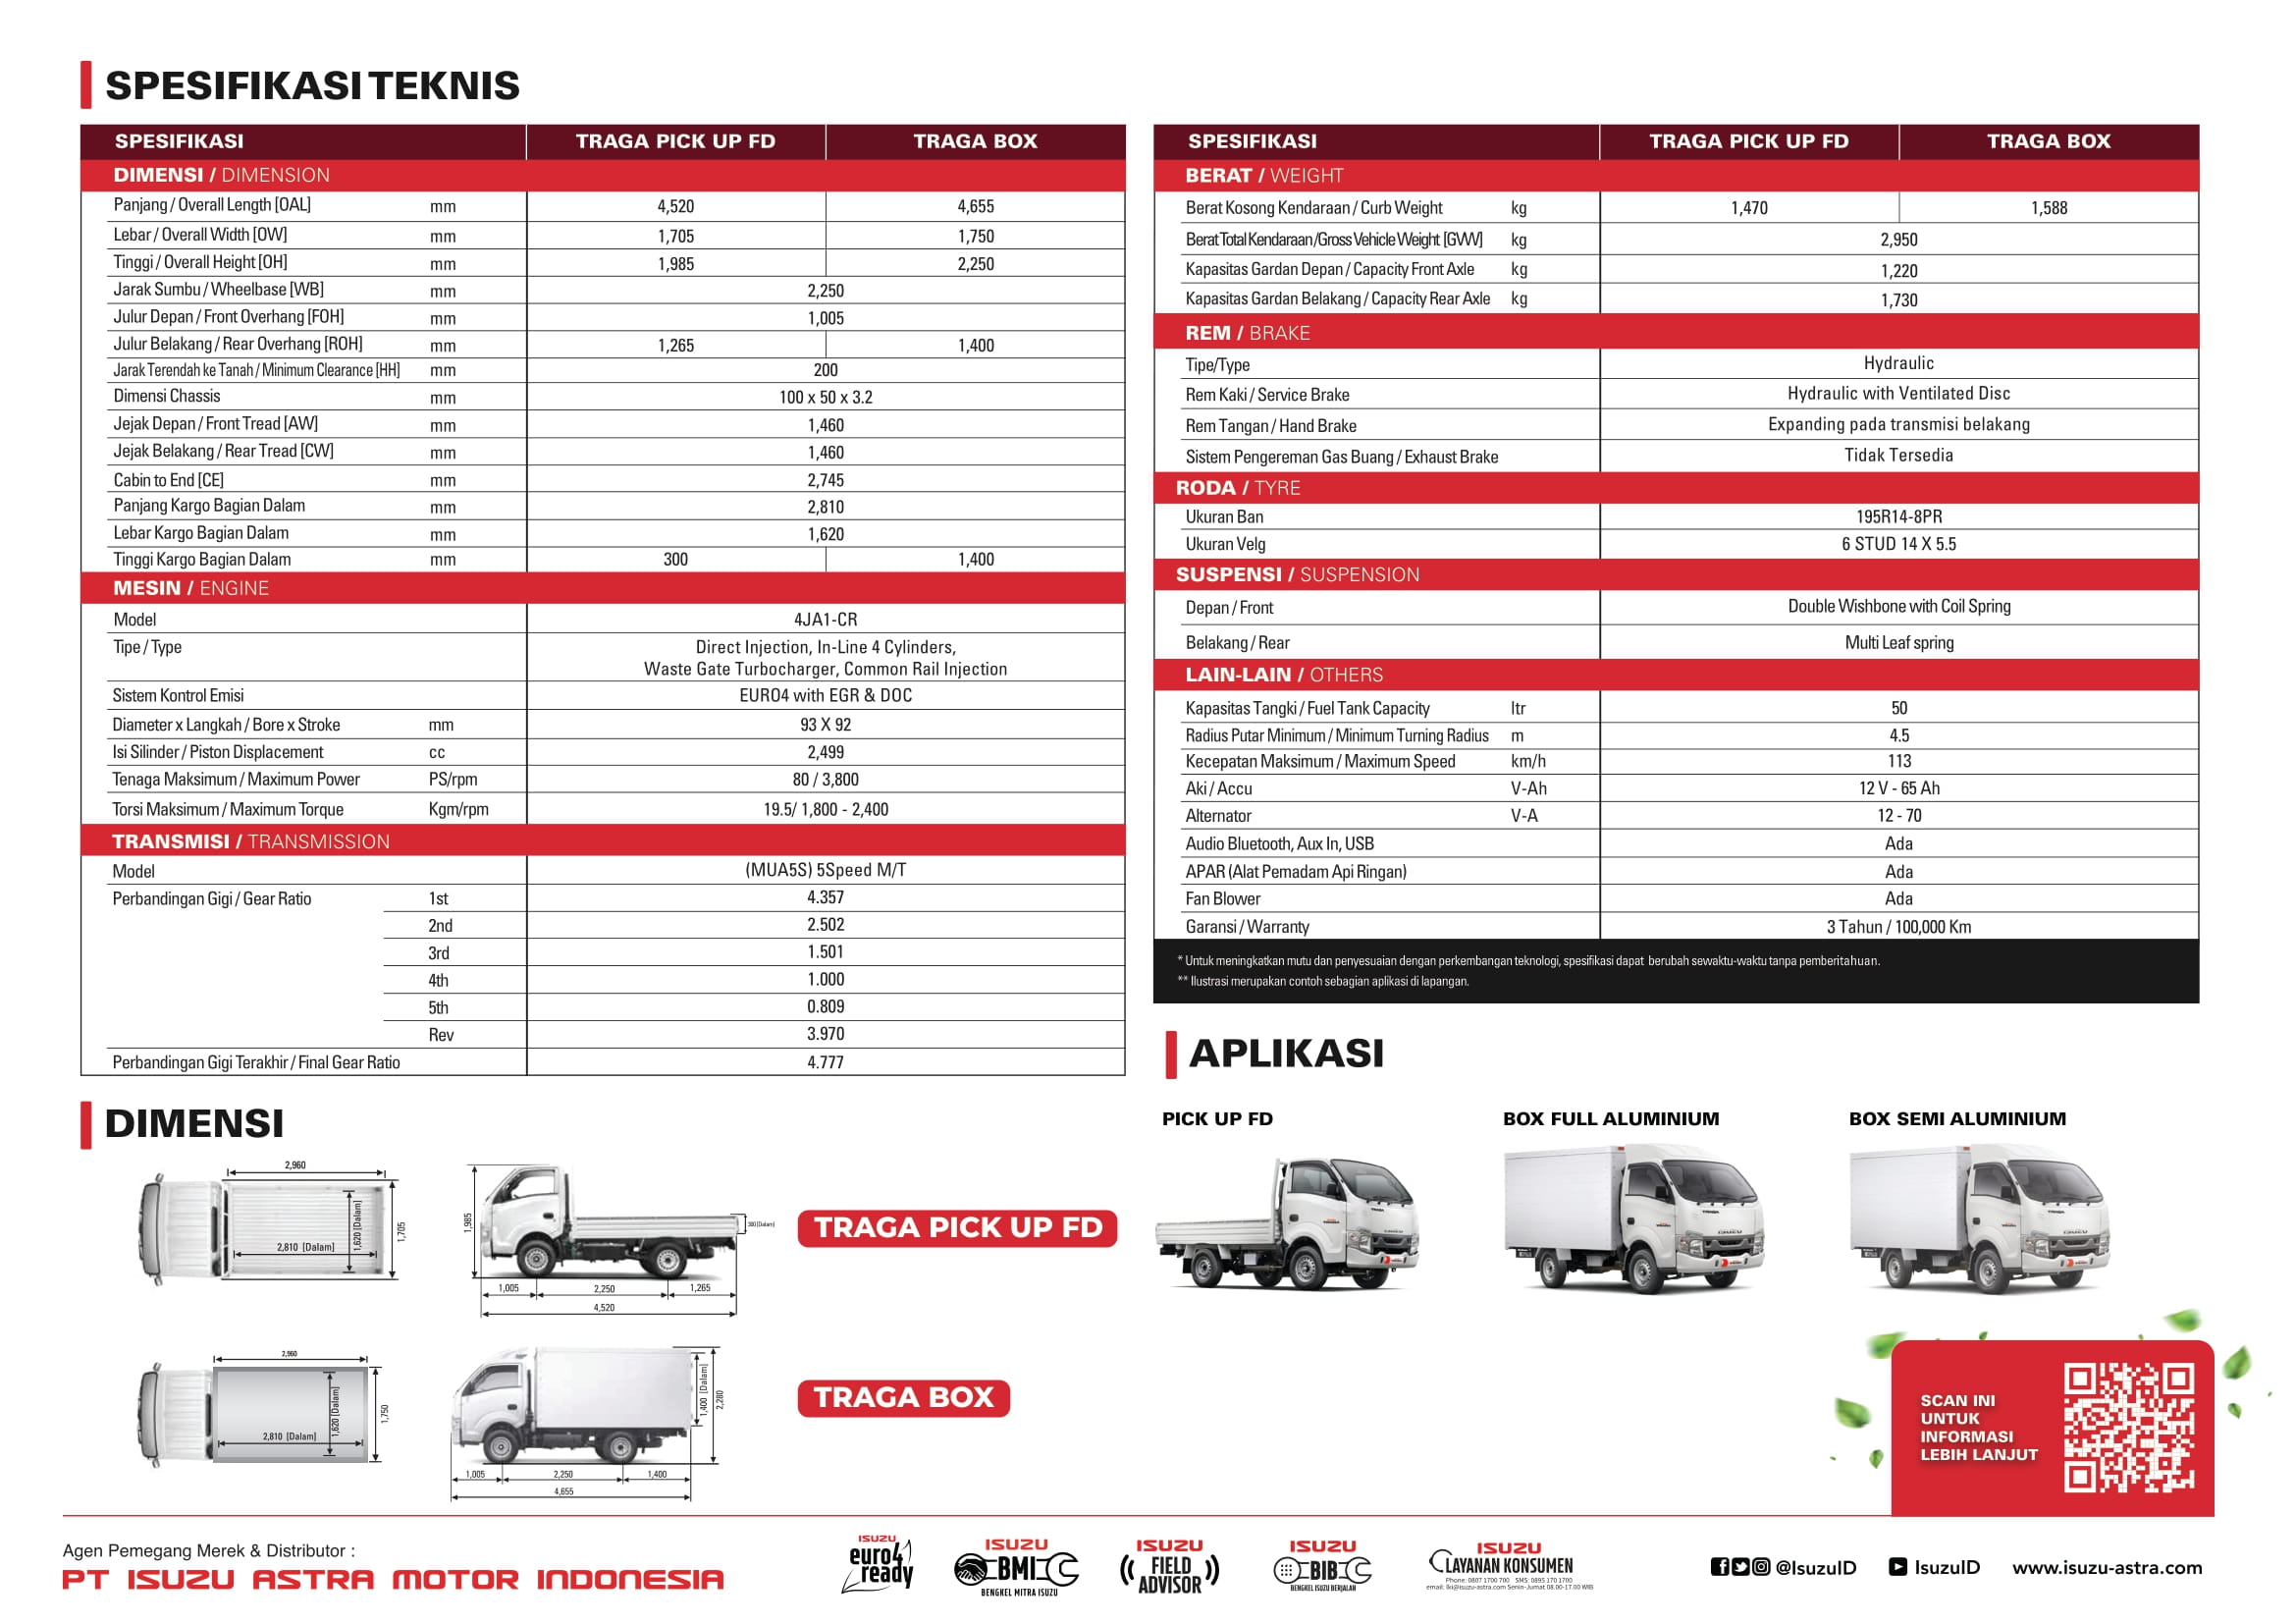 SPESIFIKASI TEKNIS
SPESIFIKASI TRAGA PICK UP FD TRAGA BOX
DIMENSI / DIMENSION
Panjang / Overall Length [OAL] mm 4,520 4,655
Lebar / Overall Width [OW] mm 1,705 1,750
Tinggi / Overall Height [OH] mm 1,985 2,250
Jarak Sumbu / Wheelbase [WB] mm 2,250
Julur Depan / Front Overhang [FOH] mm 1,005
Julur Belakang / Rear Overhang [ROH] mm 1,265 1,400
Jarak Terendah ke Tanah / Minimum Clearance [HH] mm 200
Dimensi Chassis mm 100 x 50 x 3.2
Jejak Depan / Front Tread [AW] mm 1,460
Jejak Belakang / Rear Tread [CW] mm 1,460
Cabin to End [CE] mm 2,745
Panjang Kargo Bagian Dalam mm 2,810
Lebar Kargo Bagian Dalam mm 1,620
Tinggi Kargo Bagian Dalam mm 300 1,400
MESIN / ENGINE
Model 4JA1-CR
Tipe / Type Direct Injection, In-Line 4 Cylinders,
Waste Gate Turbocharger, Common Rail Injection
Sistem Kontrol Emisi EURO4 with EGR & DOC
Diameter x Langkah / Bore x Stroke mm 93 X 92
Isi Silinder / Piston Displacement cc 2,499
Tenaga Maksimum / Maximum Power PS/rpm 80 / 3,800
Torsi Maksimum / Maximum Torque Kgm/rpm 19.5/ 1,800 - 2,400
TRANSMISI / TRANSMISSION
Model (MUA5S) 5Speed M/T
Perbandingan Gigi / Gear Ratio 1st 4.357
2nd 2.502
3rd 1.501
4th 1.000
5th 0.809
Rev 3.970
Perbandingan Gigi Terakhir / Final Gear Ratio 4.777
SPESIFIKASI TRAGA PICK UP FD TRAGA BOX
BERAT / WEIGHT
Berat Kosong Kendaraan / Curb Weight kg 1,470 1,588
Berat Total Kendaraan /Gross Vehicle Weight [GVW] kg 2,950
Kapasitas Gardan Depan / Capacity Front Axle kg 1,220
Kapasitas Gardan Belakang / Capacity Rear Axle kg 1,730
REM / BRAKE
Tipe/Type Hydraulic
Rem Kaki / Service Brake Hydraulic with Ventilated Disc
Rem Tangan / Hand Brake Expanding pada transmisi belakang
Sistem Pengereman Gas Buang / Exhaust Brake Tidak Tersedia
RODA / TYRE
Ukuran Ban 195R14-8PR
Ukuran Velg 6 STUD 14 X 5.5
SUSPENSI / SUSPENSION
Depan / Front Double Wishbone with Coil Spring
Belakang / Rear Multi Leaf spring
LAIN-LAIN / OTHERS
Kapasitas Tangki / Fuel Tank Capacity ltr 50
Radius Putar Minimum / Minimum Turning Radius m 4.5
Kecepatan Maksimum / Maximum Speed km/h 113
Aki / Accu V-Ah 12 V - 65 Ah
Alternator V-A 12 - 70
Audio Bluetooth, Aux In, USB Ada
APAR (Alat Pemadam Api Ringan) Ada
Fan Blower Ada
Garansi / Warranty 3 Tahun / 100,000 Km
* Untuk meningkatkan mutu dan penyesuaian dengan perkembangan teknologi, spesifikasi dapat berubah sewaktu-waktu tanpa pemberitahuan.
** Ilustrasi merupakan contoh sebagian aplikasi di lapangan.
DIMENSI
2,960
2,810 [Dalam]
1,620 [Dalam]
1,705
1,985
300 [Dalam]
1,005 2,250 1,265
4,520
TRAGA PICK UP FD
2,960
2,810 [Dalam]
1,620 [Dalam]
1,750
1,400 [Dalam]
2,280
1,005 2,250 1,400
4,655
TRAGA BOX
APLIKASI
PICK UP FD BOX FULL ALUMINIUM BOX SEMI ALUMINIUM
SCAN INI
UNTUK
INFORMASI
LEBIH LANJUT
Agen Pemegang Merek & Distributor :
PT ISUZU ASTRA MOTOR INDONESIA
ISUZU
euro4
ready
ISUZU
BMI
BENGKEL MITRA ISUZU
ISUZU
FIELD
ADVISOR
ISUZU
BIB
BENGKEL ISUZU BERJALAN
ISUZU
LAYANAN KONSUMEN
Phone: 0807 1700 700 SMS: 0895 170 1700
email: lki@isuzu-astra.com Senin-Jumat 08.00-17.00 WIB
@IsuzuID IsuzuID www.isuzu-astra.com